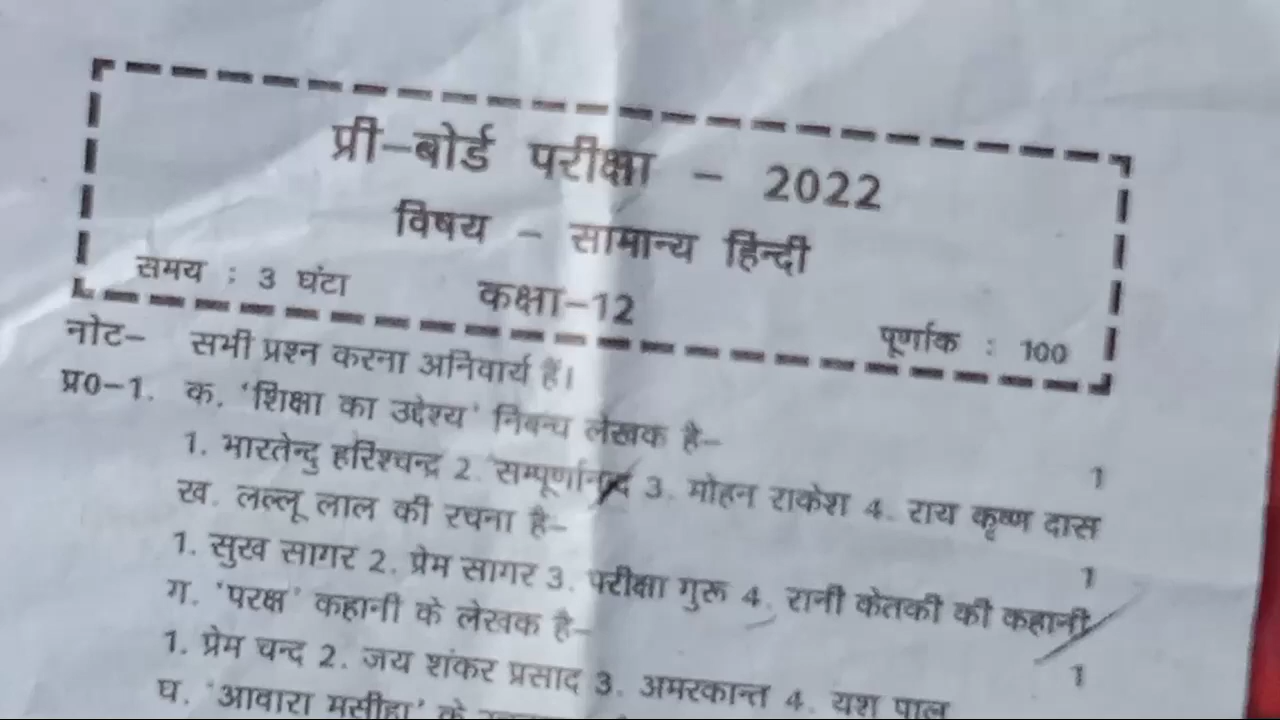 प्री-बोर्ड परीक्षा - 2022
विषय - सामान्य हिन्दी
समय : 3 घंटा कक्षा-12 पूर्णांक : 100
नोट- सभी प्रश्न करना अनिवार्य हैं।
प्र0-1. क. 'शिक्षा का उद्देश्य' निबन्ध लेखक है- 1
1. भारतेन्दु हरिश्चन्द्र 2. सम्पूर्णानन्द 3. मोहन राकेश 4. राय कृष्ण दास
ख. लल्लू लाल की रचना है- 1
1. सुख सागर 2. प्रेम सागर 3. परीक्षा गुरू 4. रानी केतकी की कहानी
ग. 'परक्ष' कहानी के लेखक है- 1
1. प्रेम चन्द 2. जय शंकर प्रसाद 3. अमरकान्त 4. यश पाल
घ. 'आवारा मसीहा' के